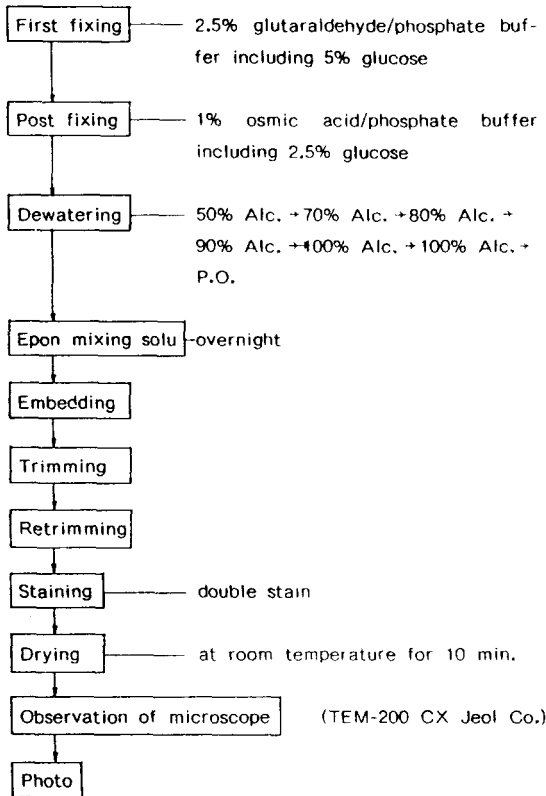 First fixing 2.5% glutaraldehyde/phosphate buf-
fer including 5% glucose
Post fixing 1% osmic acid/phosphate buffer
including 2.5% glucose
Dewatering 50% Alc. → 70% Alc. → 80% Alc. →
90% Alc. → 100% Alc. → 100% Alc. →
P.O.
Epon mixing solu overnight
Embedding
Trimming
Retrimming
Staining double stain
Drying at room temperature for 10 min.
Observation of microscope (TEM-200 CX Jeol Co.)
Photo